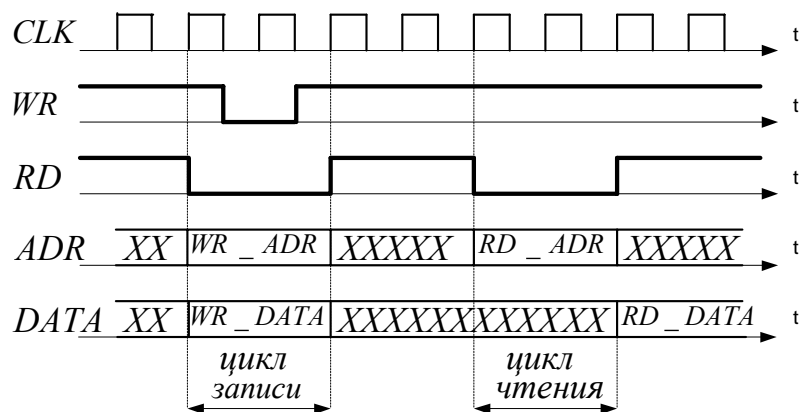 CLK t
WR t
RD t
ADR XX WR _ ADR XXXXX RD _ ADR XXXXX t
DATA XX WR _ DATA XXXXXXXXXXXXX RD _ DATA t
цикл цикл
записи чтения